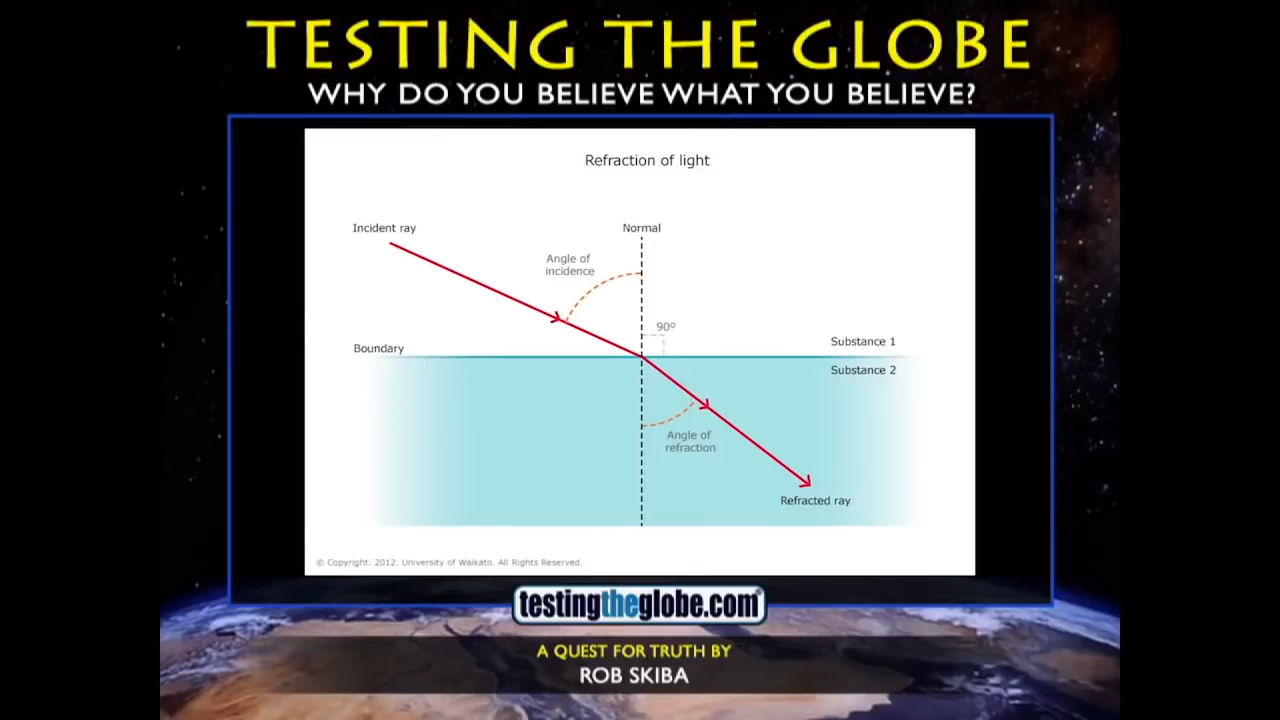 TESTING THE GLOBE
WHY DO YOU BELIEVE WHAT YOU BELIEVE?
Refraction of light
Incident ray
Normal
Angle of
incidence
90º
Boundary
Substance 1
Substance 2
Angle of
refraction
Refracted ray
© Copyright. 2012. University of Waikato. All Rights Reserved.
testingtheglobe.com
A QUEST FOR TRUTH BY
ROB SKIBA